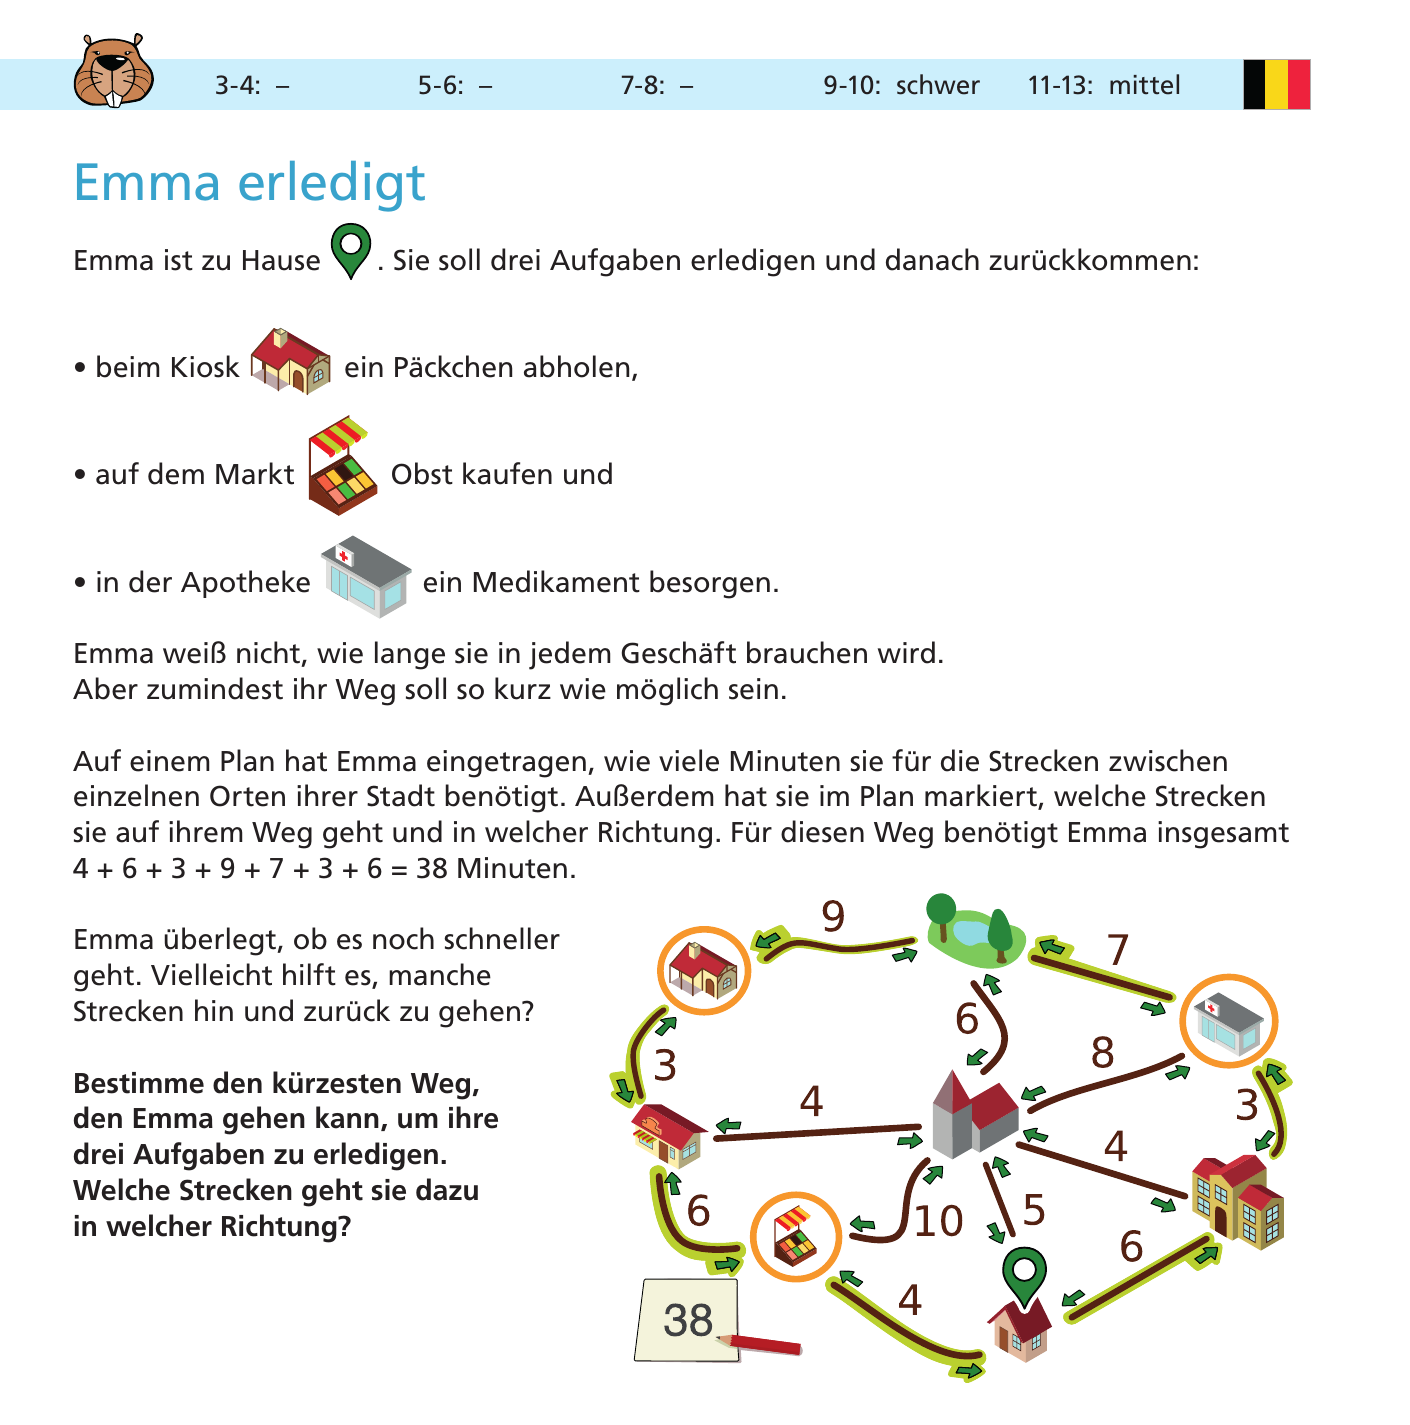 3-4: –   5-6: –   7-8: –   9-10: schwer   11-13: mittel
Emma erledigt
Emma ist zu Hause . Sie soll drei Aufgaben erledigen und danach zurückkommen:
• beim Kiosk ein Päckchen abholen,
• auf dem Markt Obst kaufen und
• in der Apotheke ein Medikament besorgen.
Emma weiß nicht, wie lange sie in jedem Geschäft brauchen wird.
Aber zumindest ihr Weg soll so kurz wie möglich sein.
Auf einem Plan hat Emma eingetragen, wie viele Minuten sie für die Strecken zwischen
einzelnen Orten ihrer Stadt benötigt. Außerdem hat sie im Plan markiert, welche Strecken
sie auf ihrem Weg geht und in welcher Richtung. Für diesen Weg benötigt Emma insgesamt
4 + 6 + 3 + 9 + 7 + 3 + 6 = 38 Minuten.
Emma überlegt, ob es noch schneller
geht. Vielleicht hilft es, manche
Strecken hin und zurück zu gehen?
Bestimme den kürzesten Weg,
den Emma gehen kann, um ihre
drei Aufgaben zu erledigen.
Welche Strecken geht sie dazu
in welcher Richtung?
9
7
6
8
3
4
3
4
6
10
5
6
4
38